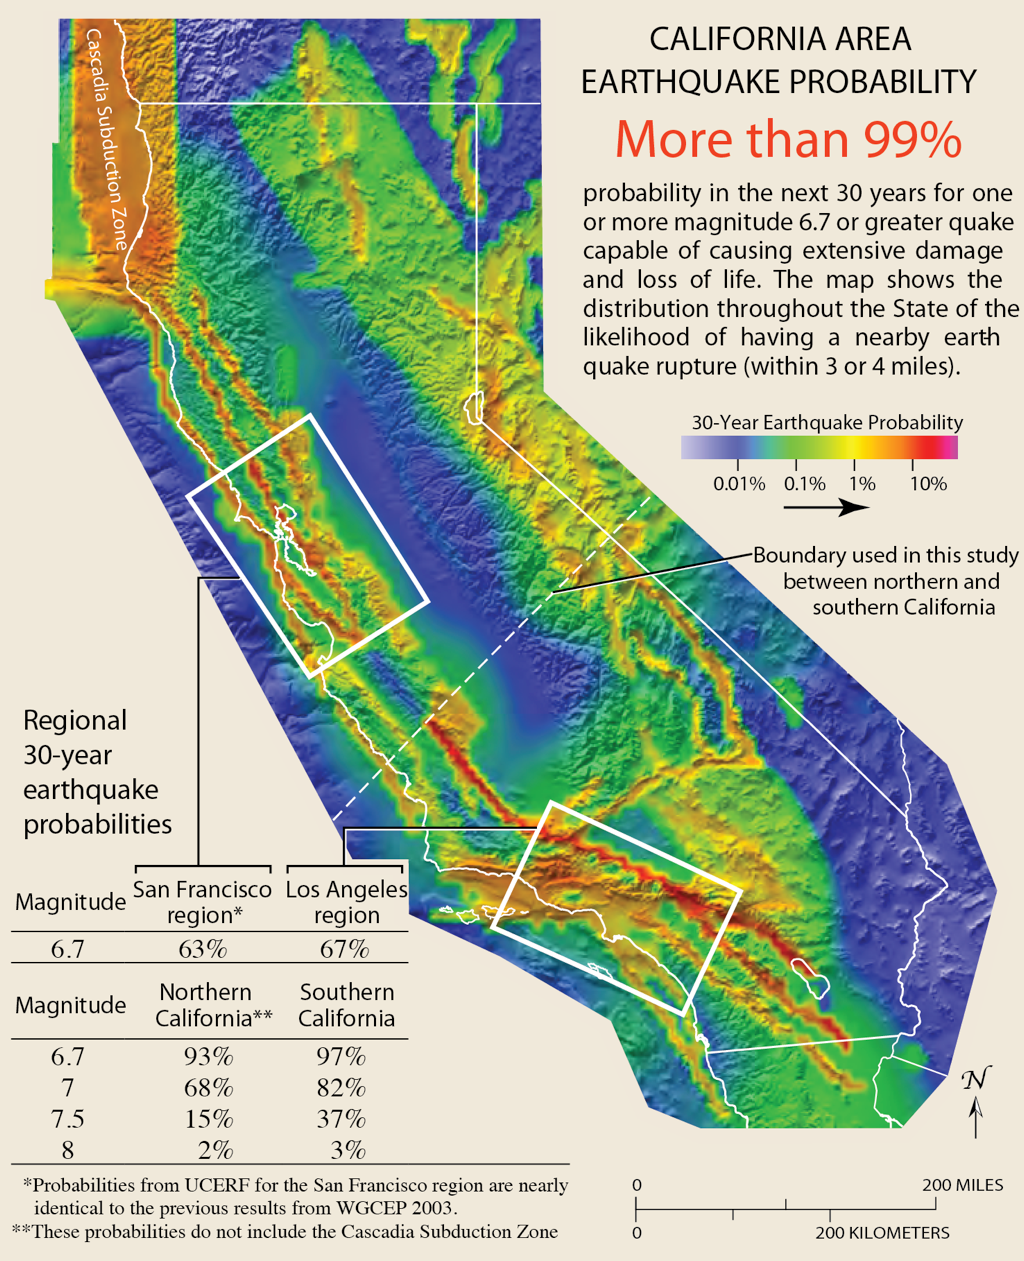 CALIFORNIA AREA
EARTHQUAKE PROBABILITY
More than 99%
probability in the next 30 years for one
or more magnitude 6.7 or greater quake
capable of causing extensive damage
and loss of life. The map shows the
distribution throughout the State of the
likelihood of having a nearby earth-
quake rupture (within 3 or 4 miles).
Cascadia Subduction Zone
30-Year Earthquake Probability
0.01% 0.1% 1% 10%
Boundary used in this study
between northern and
southern California
Regional
30-year
earthquake
probabilities
Magnitude San Francisco region* Los Angeles region
6.7 63% 67%
Magnitude Northern California** Southern California
6.7 93% 97%
7 68% 82%
7.5 15% 37%
8 2% 3%
*Probabilities from UCERF for the San Francisco region are nearly
identical to the previous results from WGCEP 2003.
**These probabilities do not include the Cascadia Subduction Zone
N
0 200 MILES
0 200 KILOMETERS